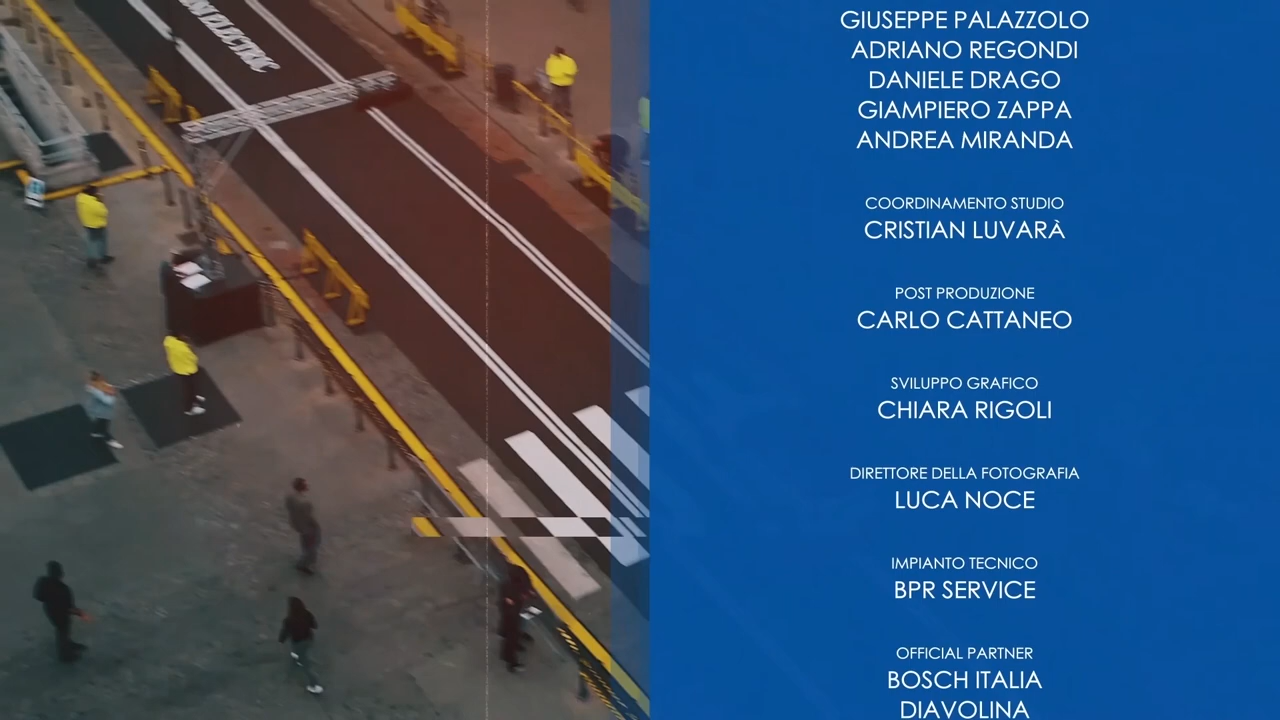 ELECTRIC
GIUSEPPE PALAZZOLO
ADRIANO REGONDI
DANIELE DRAGO
GIAMPIERO ZAPPA
ANDREA MIRANDA
COORDINAMENTO STUDIO
CRISTIAN LUVARÀ
POST PRODUZIONE
CARLO CATTANEO
SVILUPPO GRAFICO
CHIARA RIGOLI
DIRETTORE DELLA FOTOGRAFIA
LUCA NOCE
IMPIANTO TECNICO
BPR SERVICE
OFFICIAL PARTNER
BOSCH ITALIA
DIAVOLINA